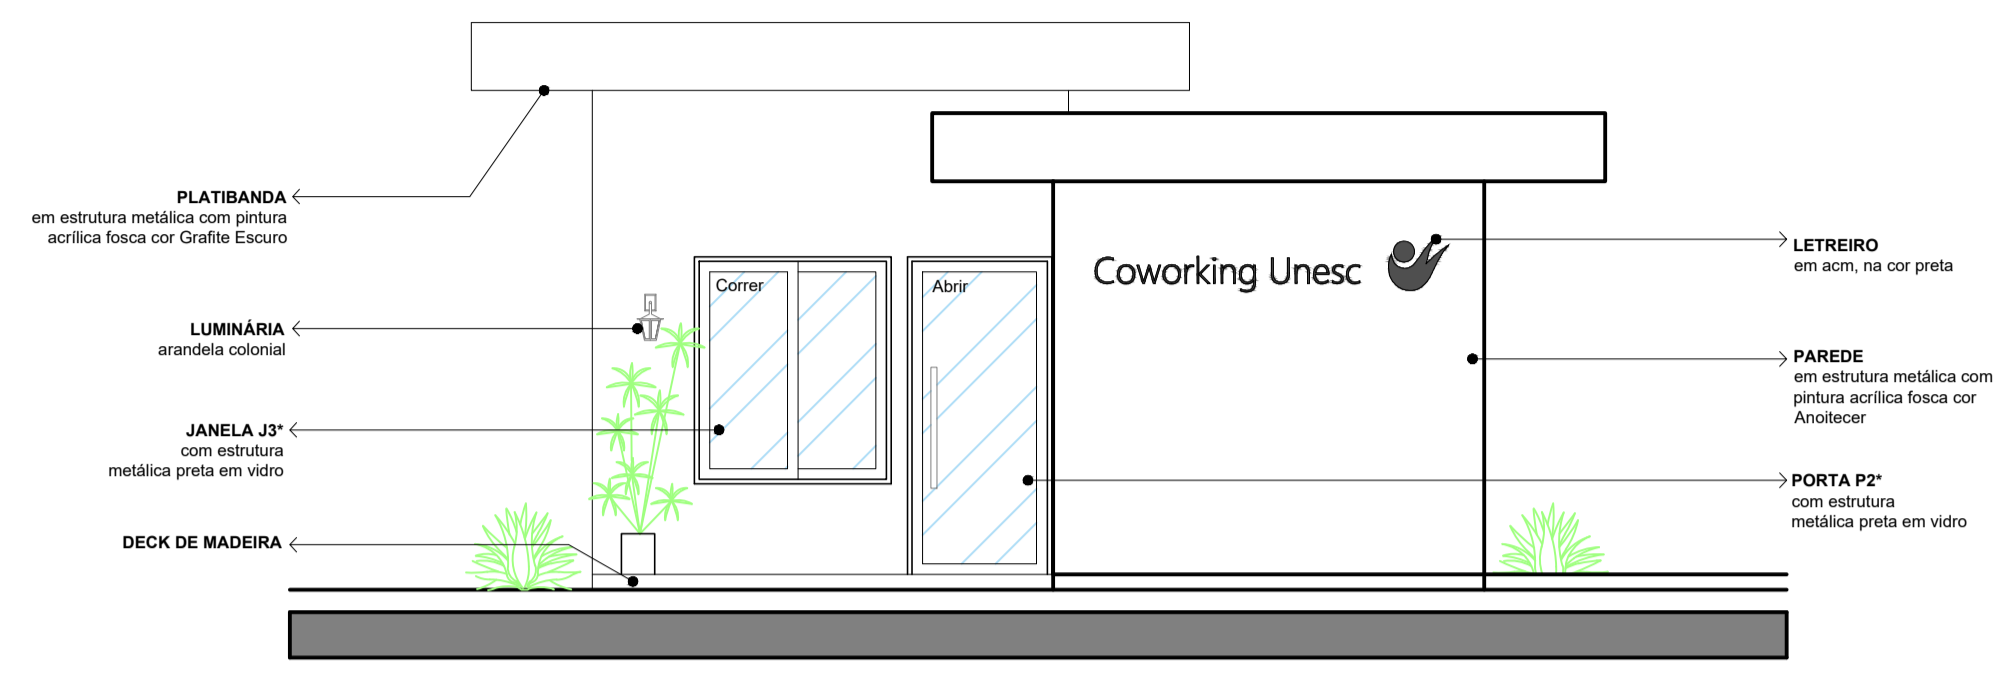 PLATIBANDA
em estrutura metálica com pintura
acrílica fosca cor Grafite Escuro
LUMINÁRIA
arandela colonial
JANELA J3*
com estrutura
metálica preta em vidro
DECK DE MADEIRA
Correr
Abrir
Coworking Unesc
LETREIRO
em acm, na cor preta
PAREDE
em estrutura metálica com
pintura acrílica fosca cor
Anoitecer
PORTA P2*
com estrutura
metálica preta em vidro